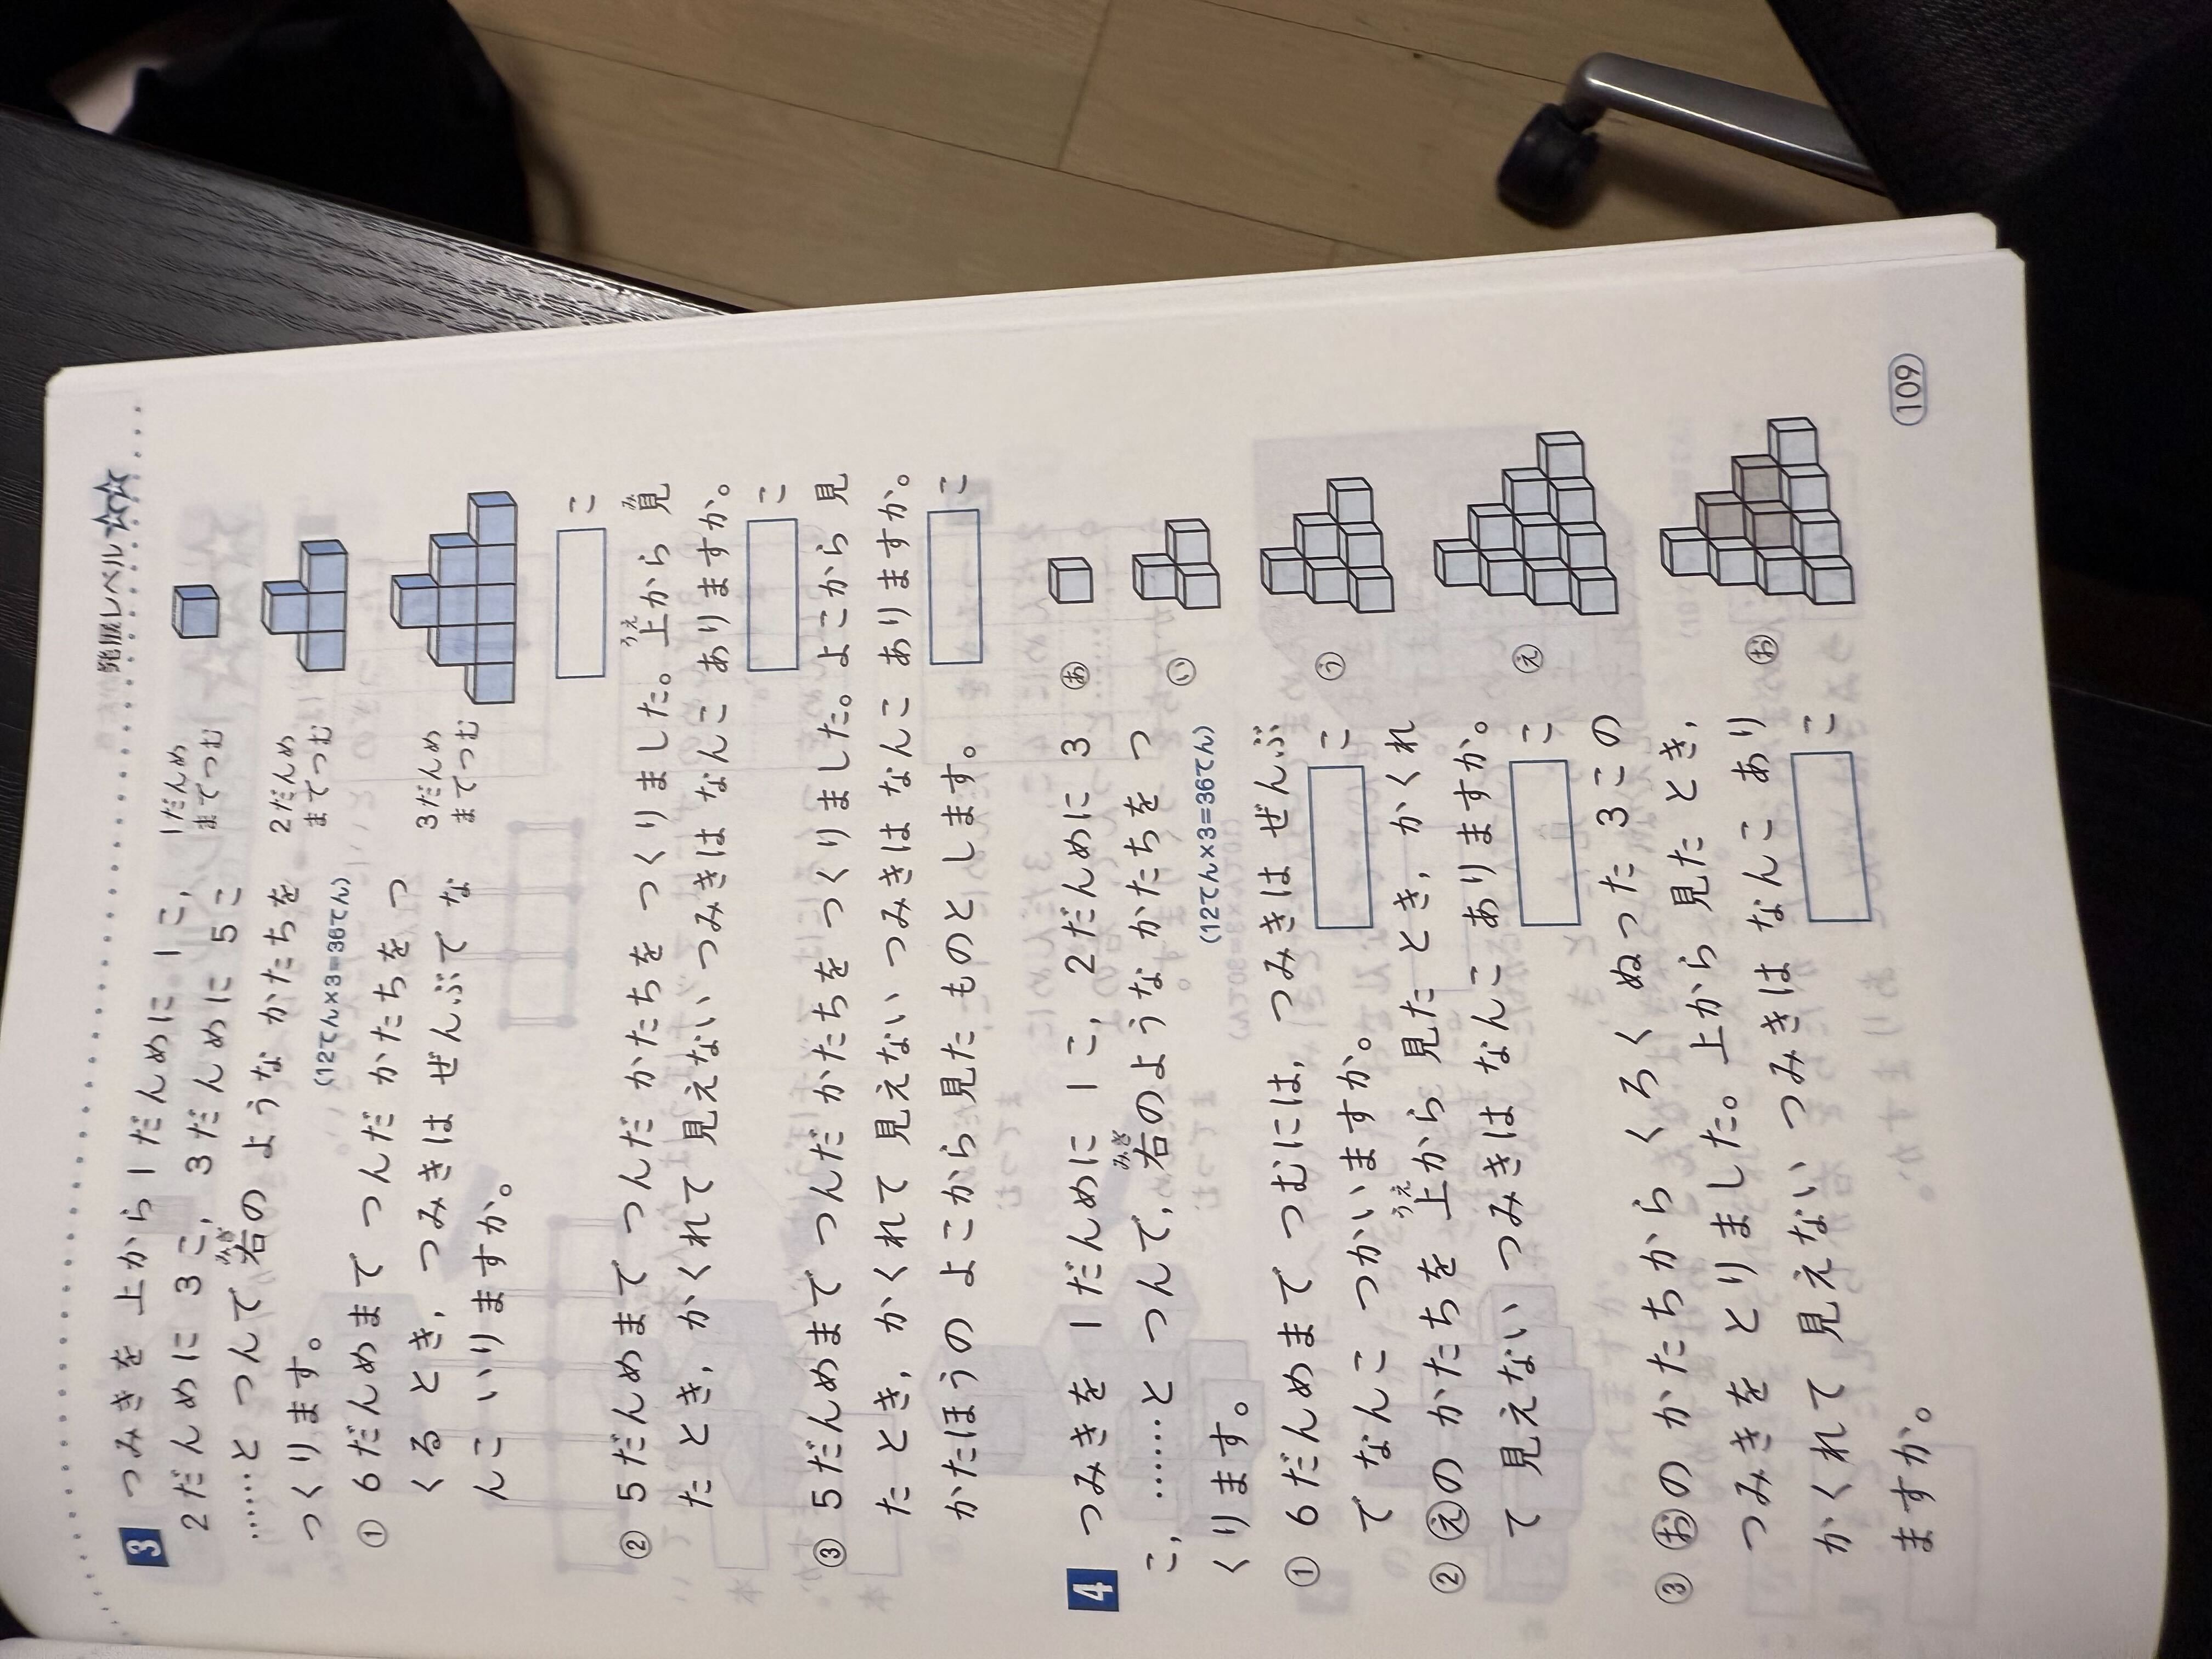 発展レベル
3 つみきを 上から 1だんめに 1こ,
2だんめに 3こ, 3だんめに 5こ
……と つんで 右の ような かたちを
みぎ
つくります。
(12てん×3=36てん)
1だんめ
までつむ
2だんめ
までつむ
3だんめ
までつむ
① 6だんめまで つんだ かたちを つ
くる とき, つみきは ぜんぶで な
んこ いりますか。
こ
② 5だんめまで つんだ かたちを つくりました。上から 見
うえ
み
た とき, かくれて 見えない つみきは なんこ ありますか。
こ
③ 5だんめまで つんだ かたちを つくりました。よこから 見
た とき, かくれて 見えない つみきは なんこ ありますか。
かたほうの よこから 見た ものと します。
こ
4 つみきを 1だんめに 1こ, 2だんめに 3
こ, ……と つんで, 右の ような かたちを つ
みぎ
くります。
(12てん×3=36てん)
① 6だんめまで つむには, つみきは ぜんぶ
で なんこ つかいますか。
こ
② えの かたちを 上から 見た とき, かくれ
うえ
て 見えない つみきは なんこ ありますか。
こ
③ おの かたちから くろく ぬった 3この
つみきを とりました。上から 見た とき,
かくれて 見えない つみきは なんこ あり
ますか。
こ
あ
い
う
え
お
109